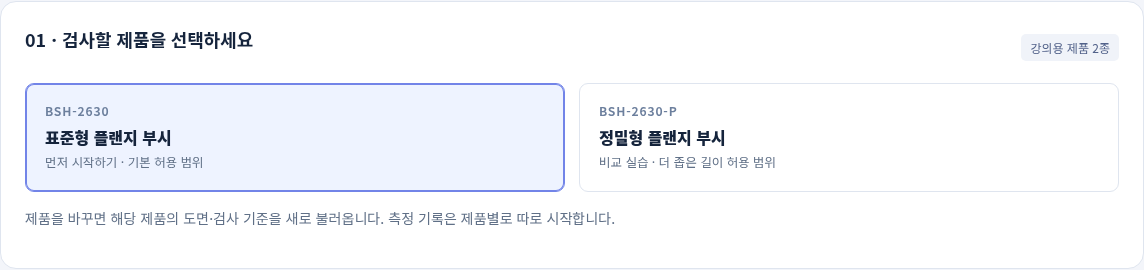 01 · 검사할 제품을 선택하세요
강의용 제품 2종
BSH-2630
표준형 플랜지 부시
먼저 시작하기 · 기본 허용 범위
BSH-2630-P
정밀형 플랜지 부시
비교 실습 · 더 좁은 길이 허용 범위
제품을 바꾸면 해당 제품의 도면·검사 기준을 새로 불러옵니다. 측정 기록은 제품별로 따로 시작합니다.